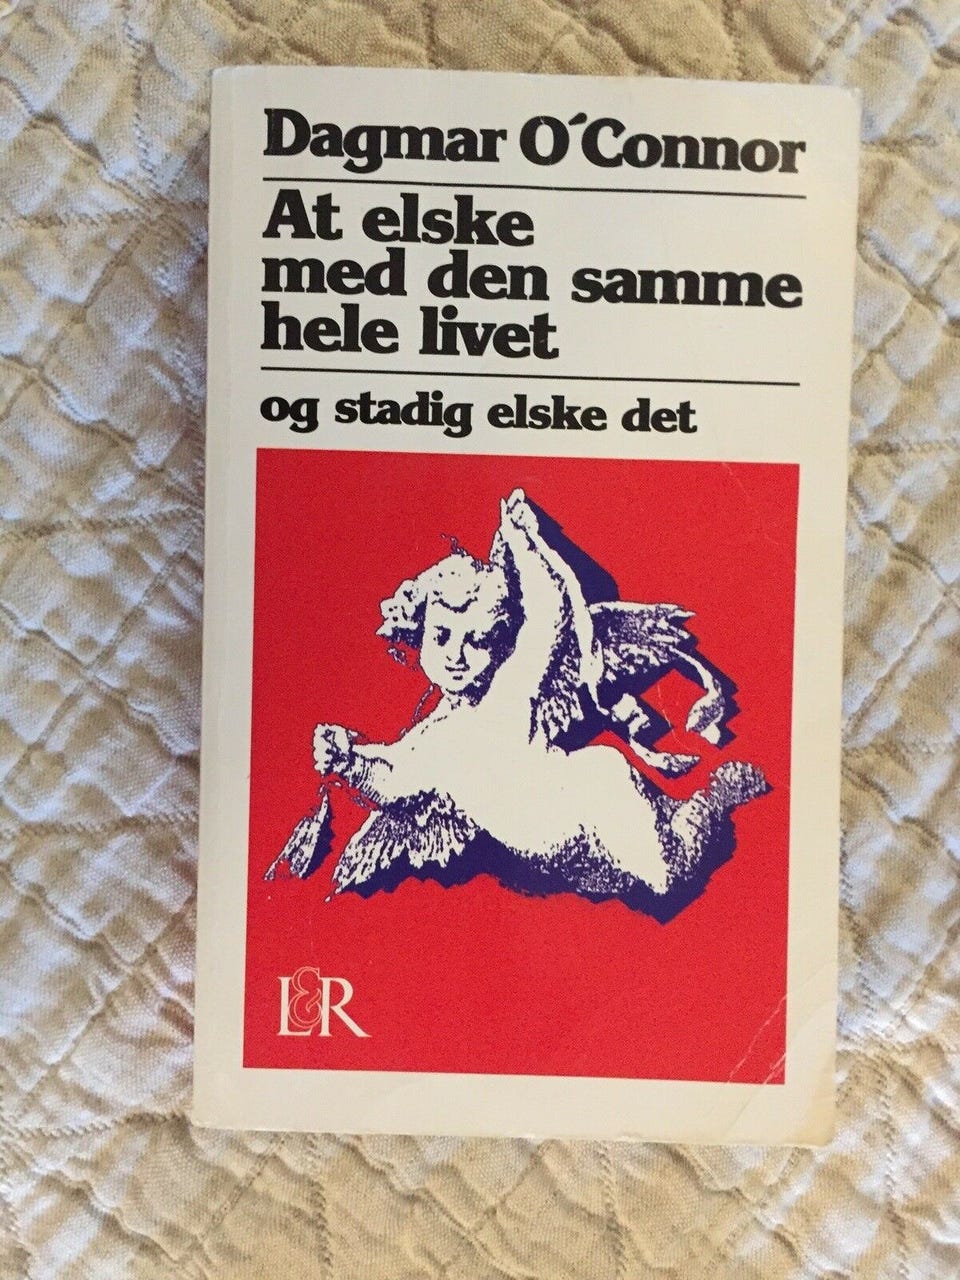 Dagmar O´Connor
At elske
med den samme
hele livet
og stadig elske det
L&R